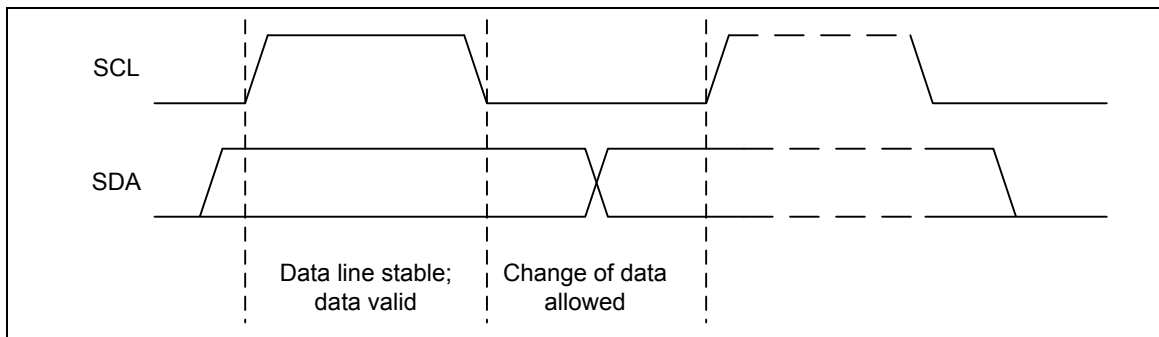 SCL
SDA
Data line stable;
data valid
Change of data
allowed